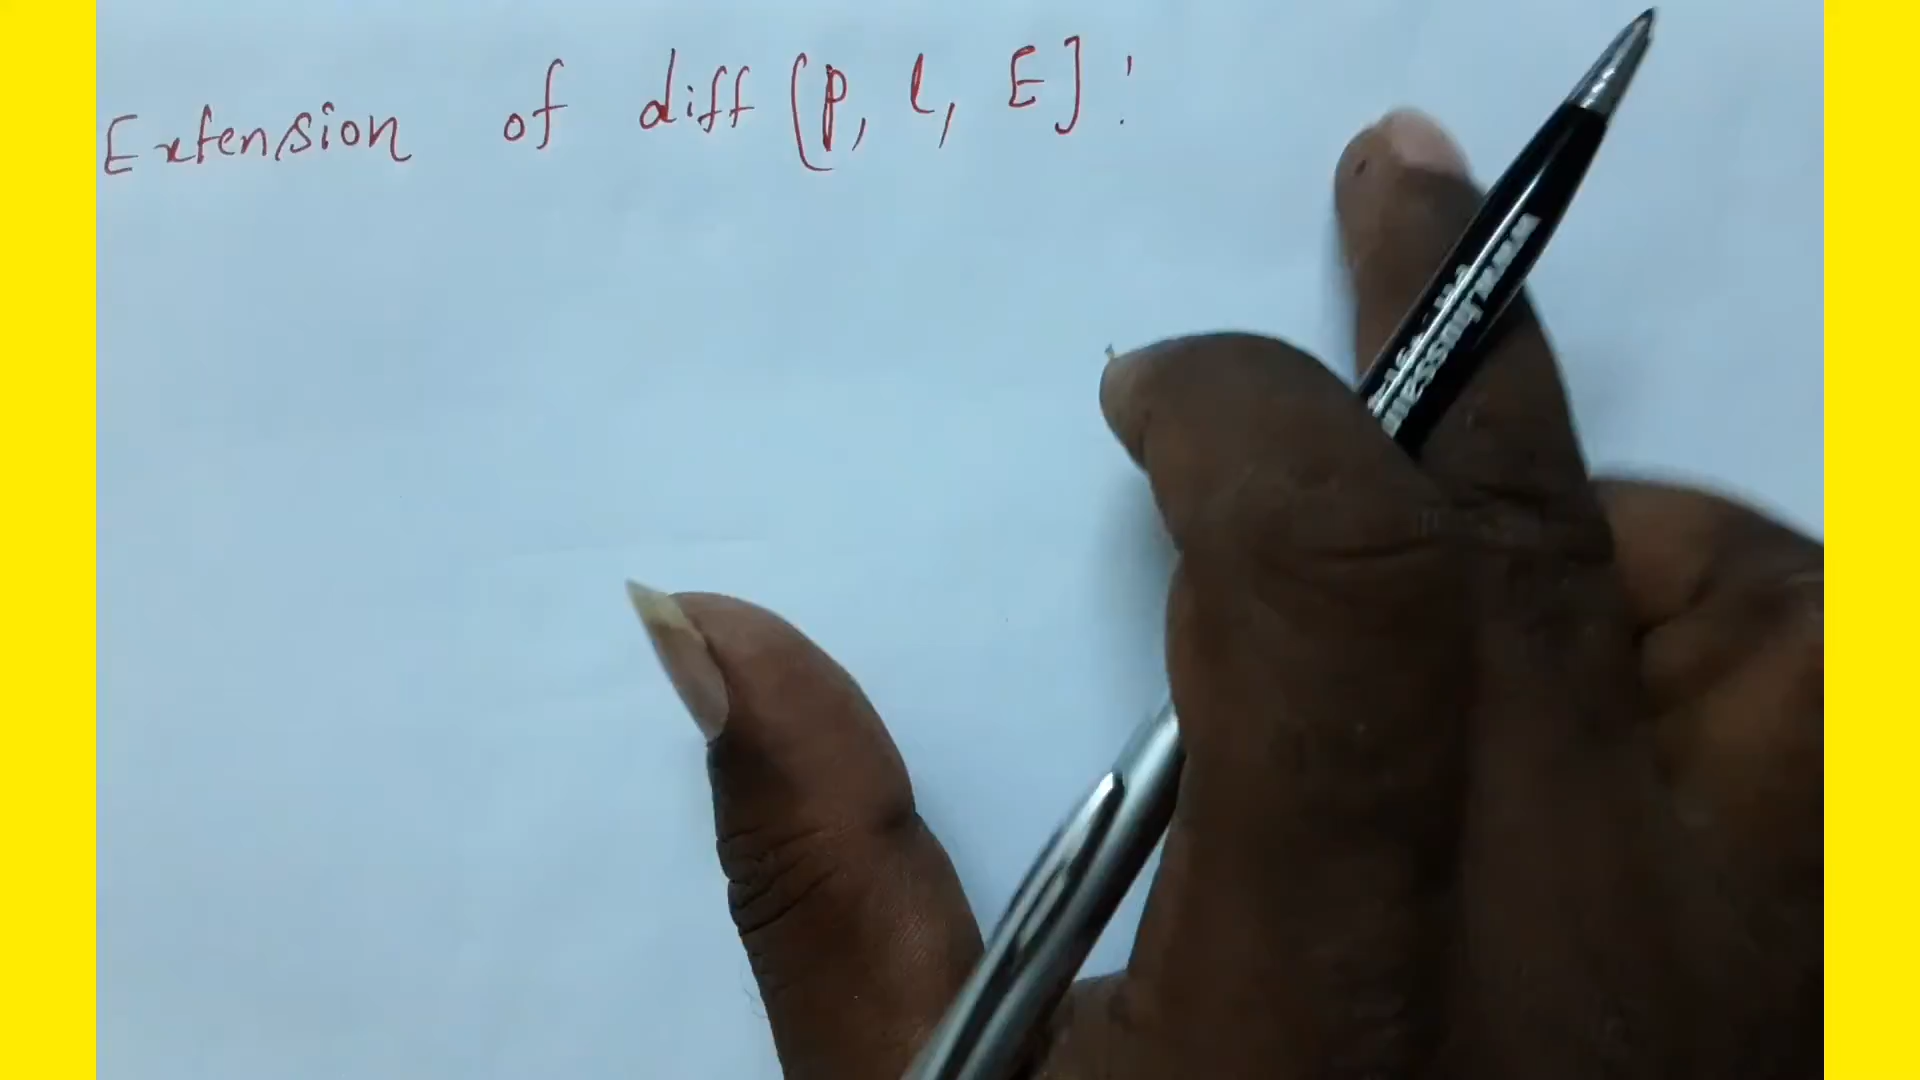 Extension of diff (P, l, E] :